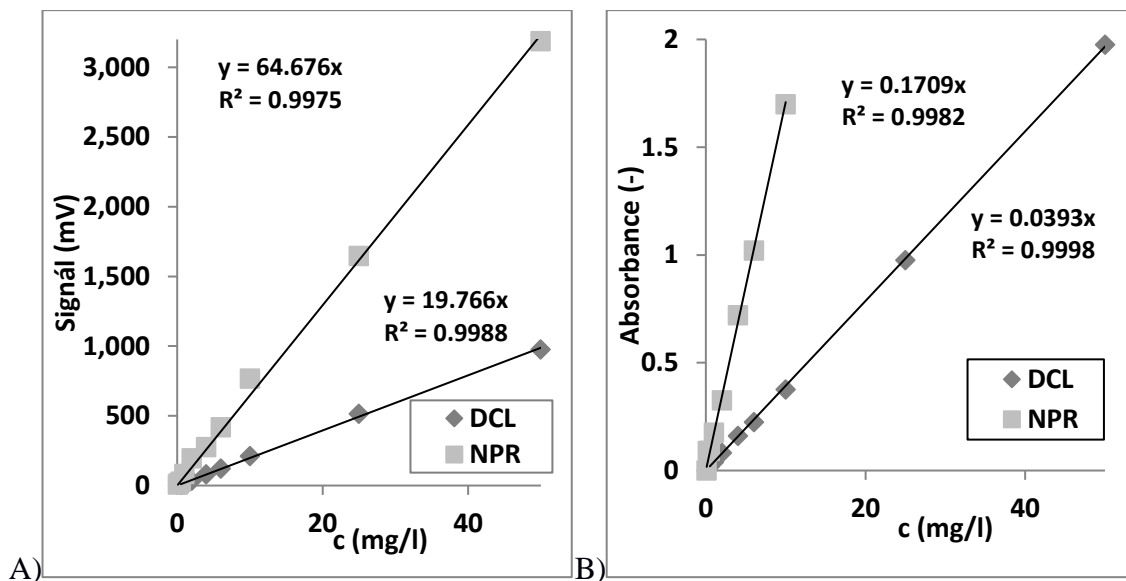 3,000
2,500
2,000
1,500
1,000
500
0
Signál (mV)
y = 64.676x
R² = 0.9975
y = 19.766x
R² = 0.9988
DCL
NPR
0 20 40
c (mg/l)
A)
2
1.5
1
0.5
0
Absorbance (-)
y = 0.1709x
R² = 0.9982
y = 0.0393x
R² = 0.9998
DCL
NPR
0 20 40
c (mg/l)
B)